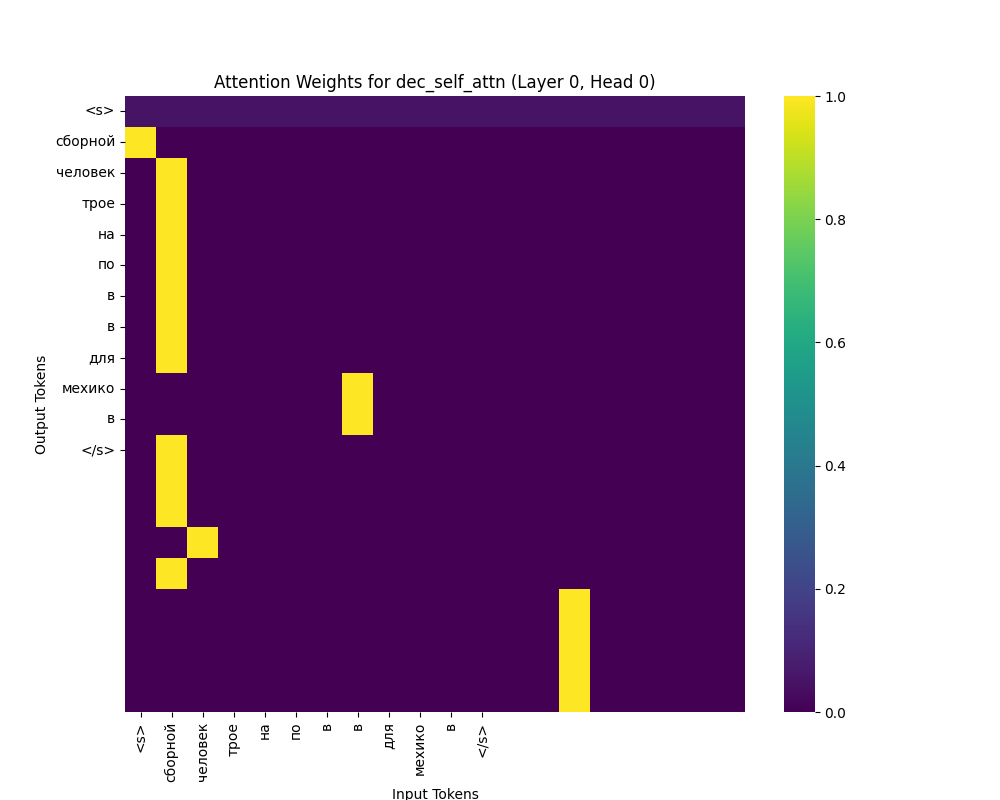 Attention Weights for dec_self_attn (Layer 0, Head 0)
Output Tokens
<s>
сборной
человек
трое
на
по
в
в
для
мехико
в
</s>
1.0
0.8
0.6
0.4
0.2
0.0
<s>
сборной
человек
трое
на
по
в
в
для
мехико
в
</s>
Input Tokens